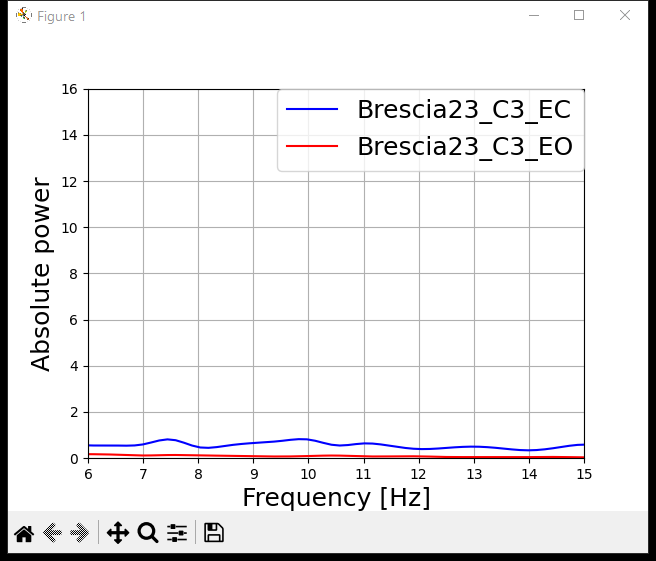 Figure 1
Brescia23_C3_EC
Brescia23_C3_EO
Absolute power
16
14
12
10
8
6
4
2
0
6 7 8 9 10 11 12 13 14 15
Frequency [Hz]